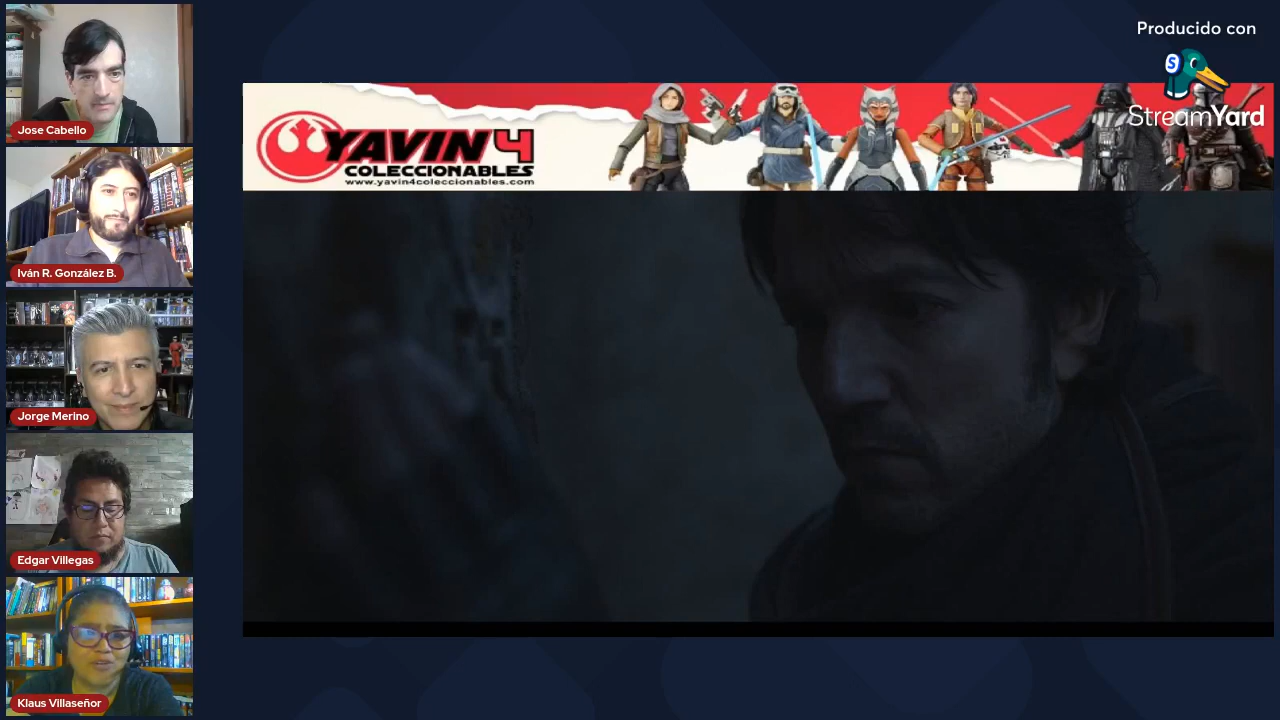 Producido con
StreamYard
YAVIN 4
COLECCIONABLES
www.yavin4coleccionables.com
Jose Cabello
Iván R. González B.
Jorge Merino
Edgar Villegas
Klaus Villaseñor